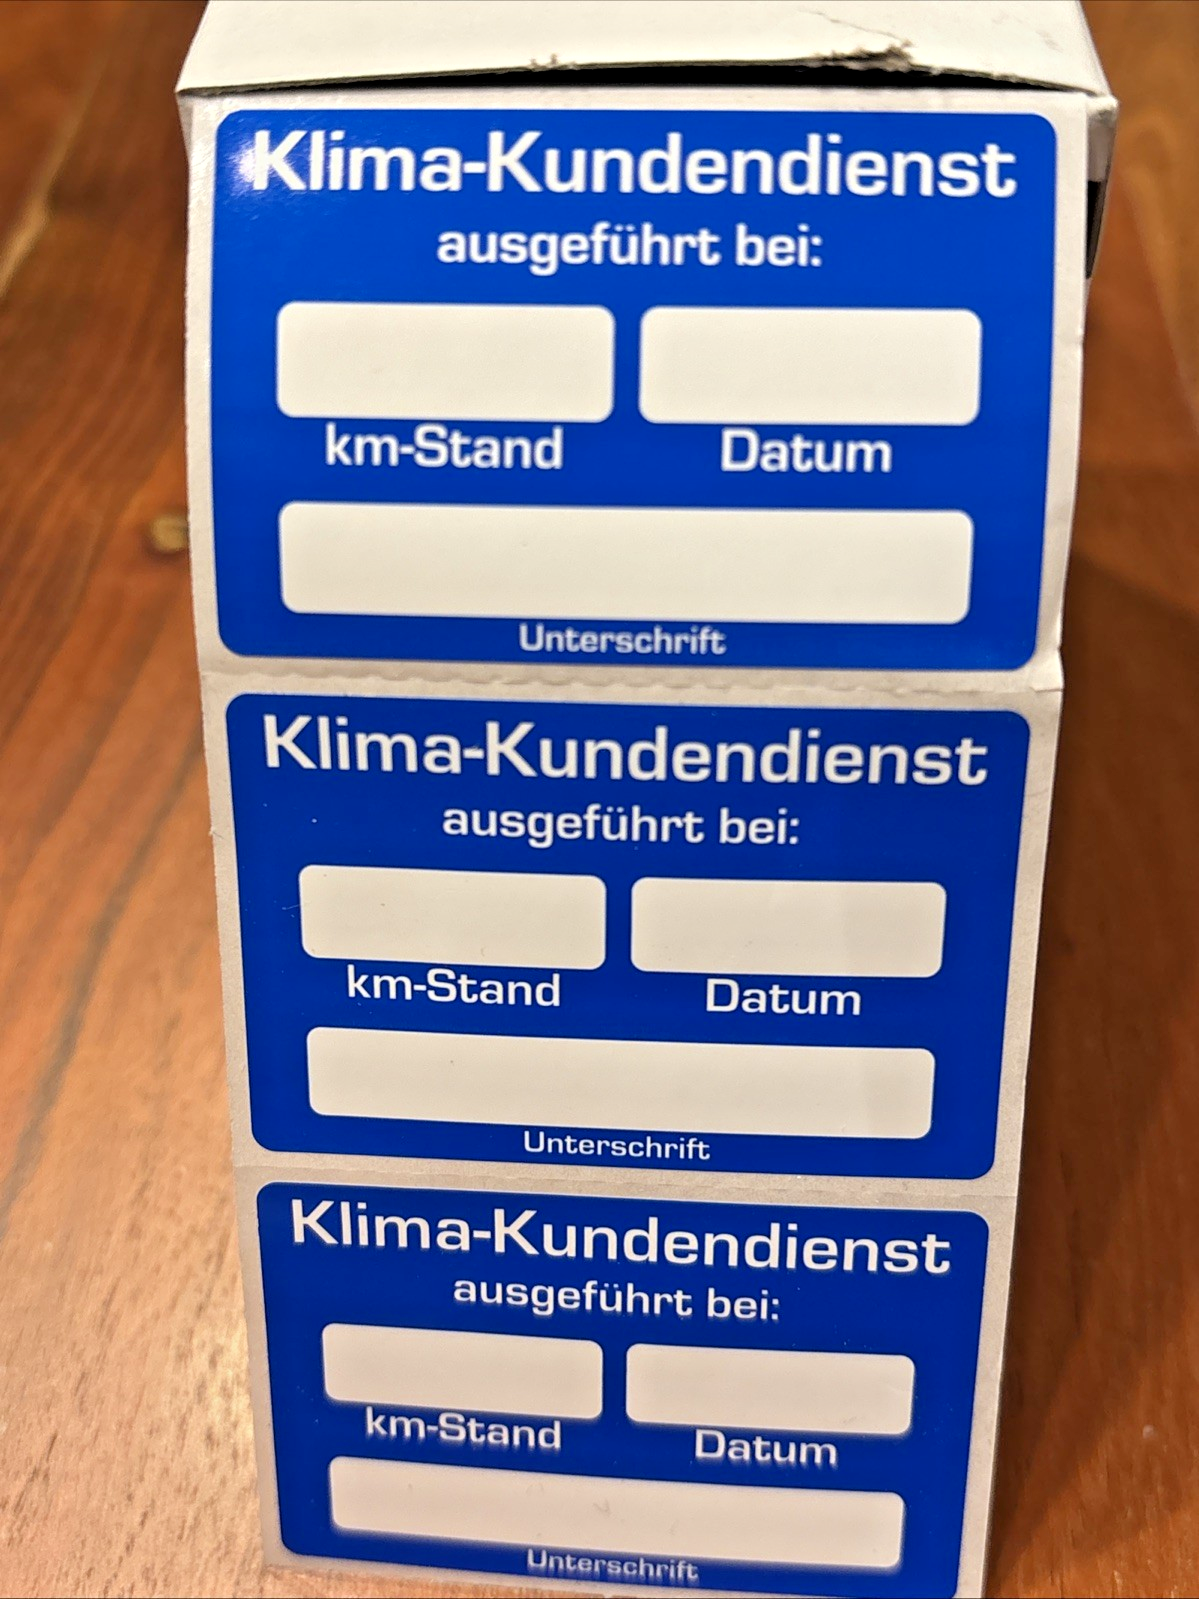 Klima-Kundendienst
ausgeführt bei:
km-Stand Datum
Unterschrift
Klima-Kundendienst
ausgeführt bei:
km-Stand Datum
Unterschrift
Klima-Kundendienst
ausgeführt bei:
km-Stand Datum
Unterschrift